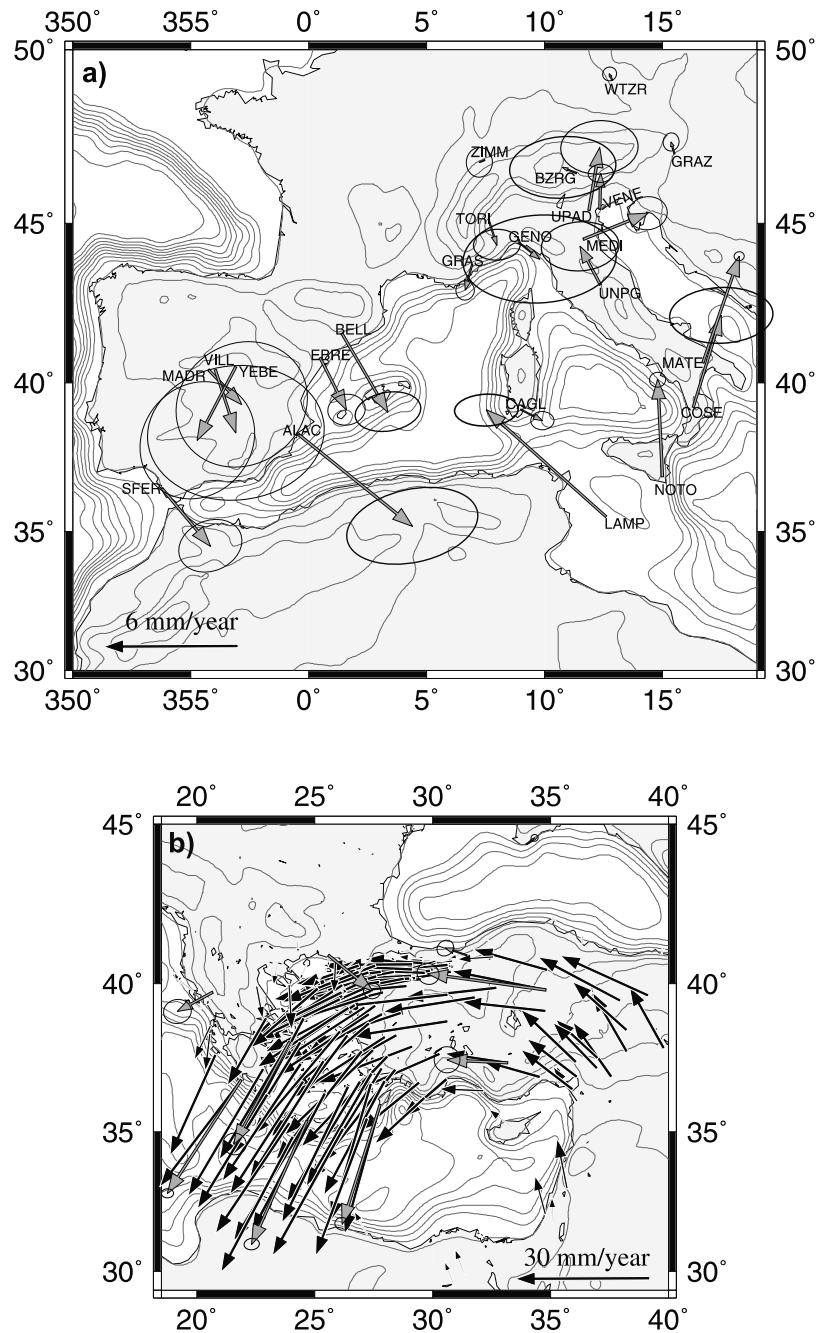 350° 355° 0° 5° 10° 15°
50° 50°
a)
WTZR
ZIMM
GRAZ
BZRG
VENE
TORI
UPAD
45° 45°
GENO
MEDI
GRAS
UNPG
BELL
EBRE
VILL
MATE
MADR YEBE
40° 40°
CAGL
COSE
ALAC
SFER
NOTO
LAMP
35° 35°
6 mm/year
30° 30°
350° 355° 0° 5° 10° 15°
20° 25° 30° 35° 40°
45° 45°
b)
40° 40°
35° 35°
30 mm/year
30° 30°
20° 25° 30° 35° 40°